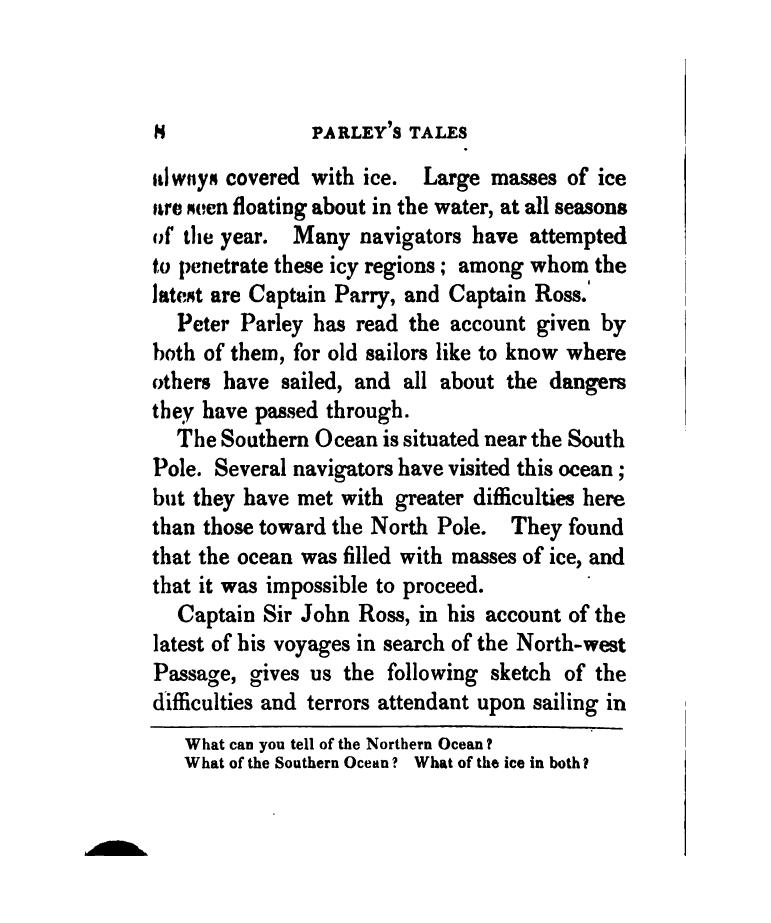 8 PARLEY'S TALES
always covered with ice. Large masses of ice
are seen floating about in the water, at all seasons
of the year. Many navigators have attempted
to penetrate these icy regions; among whom the
latest are Captain Parry, and Captain Ross.
Peter Parley has read the account given by
both of them, for old sailors like to know where
others have sailed, and all about the dangers
they have passed through.
The Southern Ocean is situated near the South
Pole. Several navigators have visited this ocean;
but they have met with greater difficulties here
than those toward the North Pole. They found
that the ocean was filled with masses of ice, and
that it was impossible to proceed.
Captain Sir John Ross, in his account of the
latest of his voyages in search of the North-west
Passage, gives us the following sketch of the
difficulties and terrors attendant upon sailing in
What can you tell of the Northern Ocean?
What of the Southern Ocean? What of the ice in both?